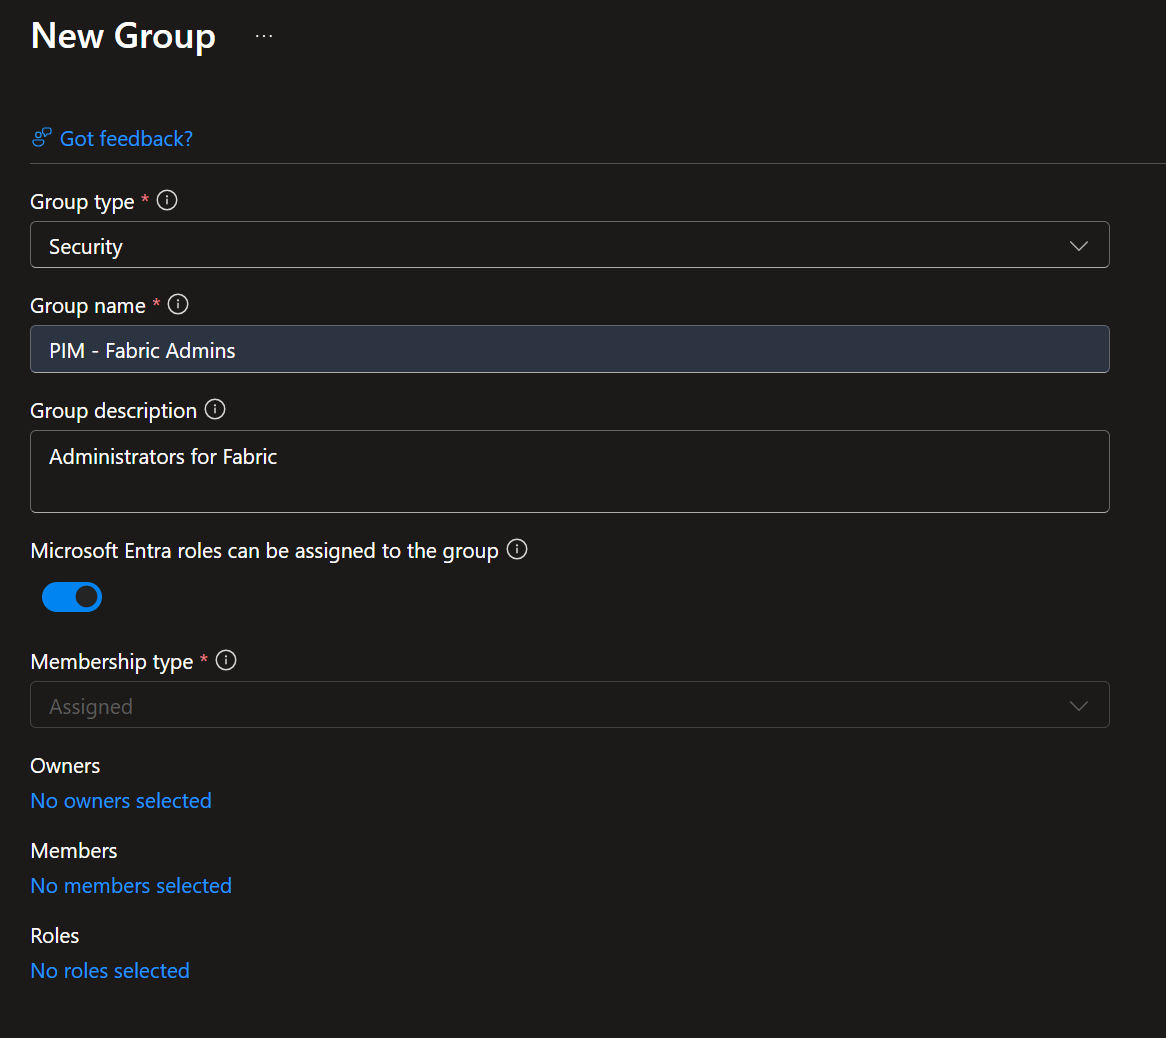 New Group ...
Got feedback?
Group type *
Security
Group name *
PIM - Fabric Admins
Group description
Administrators for Fabric
Microsoft Entra roles can be assigned to the group
Membership type *
Assigned
Owners
No owners selected
Members
No members selected
Roles
No roles selected